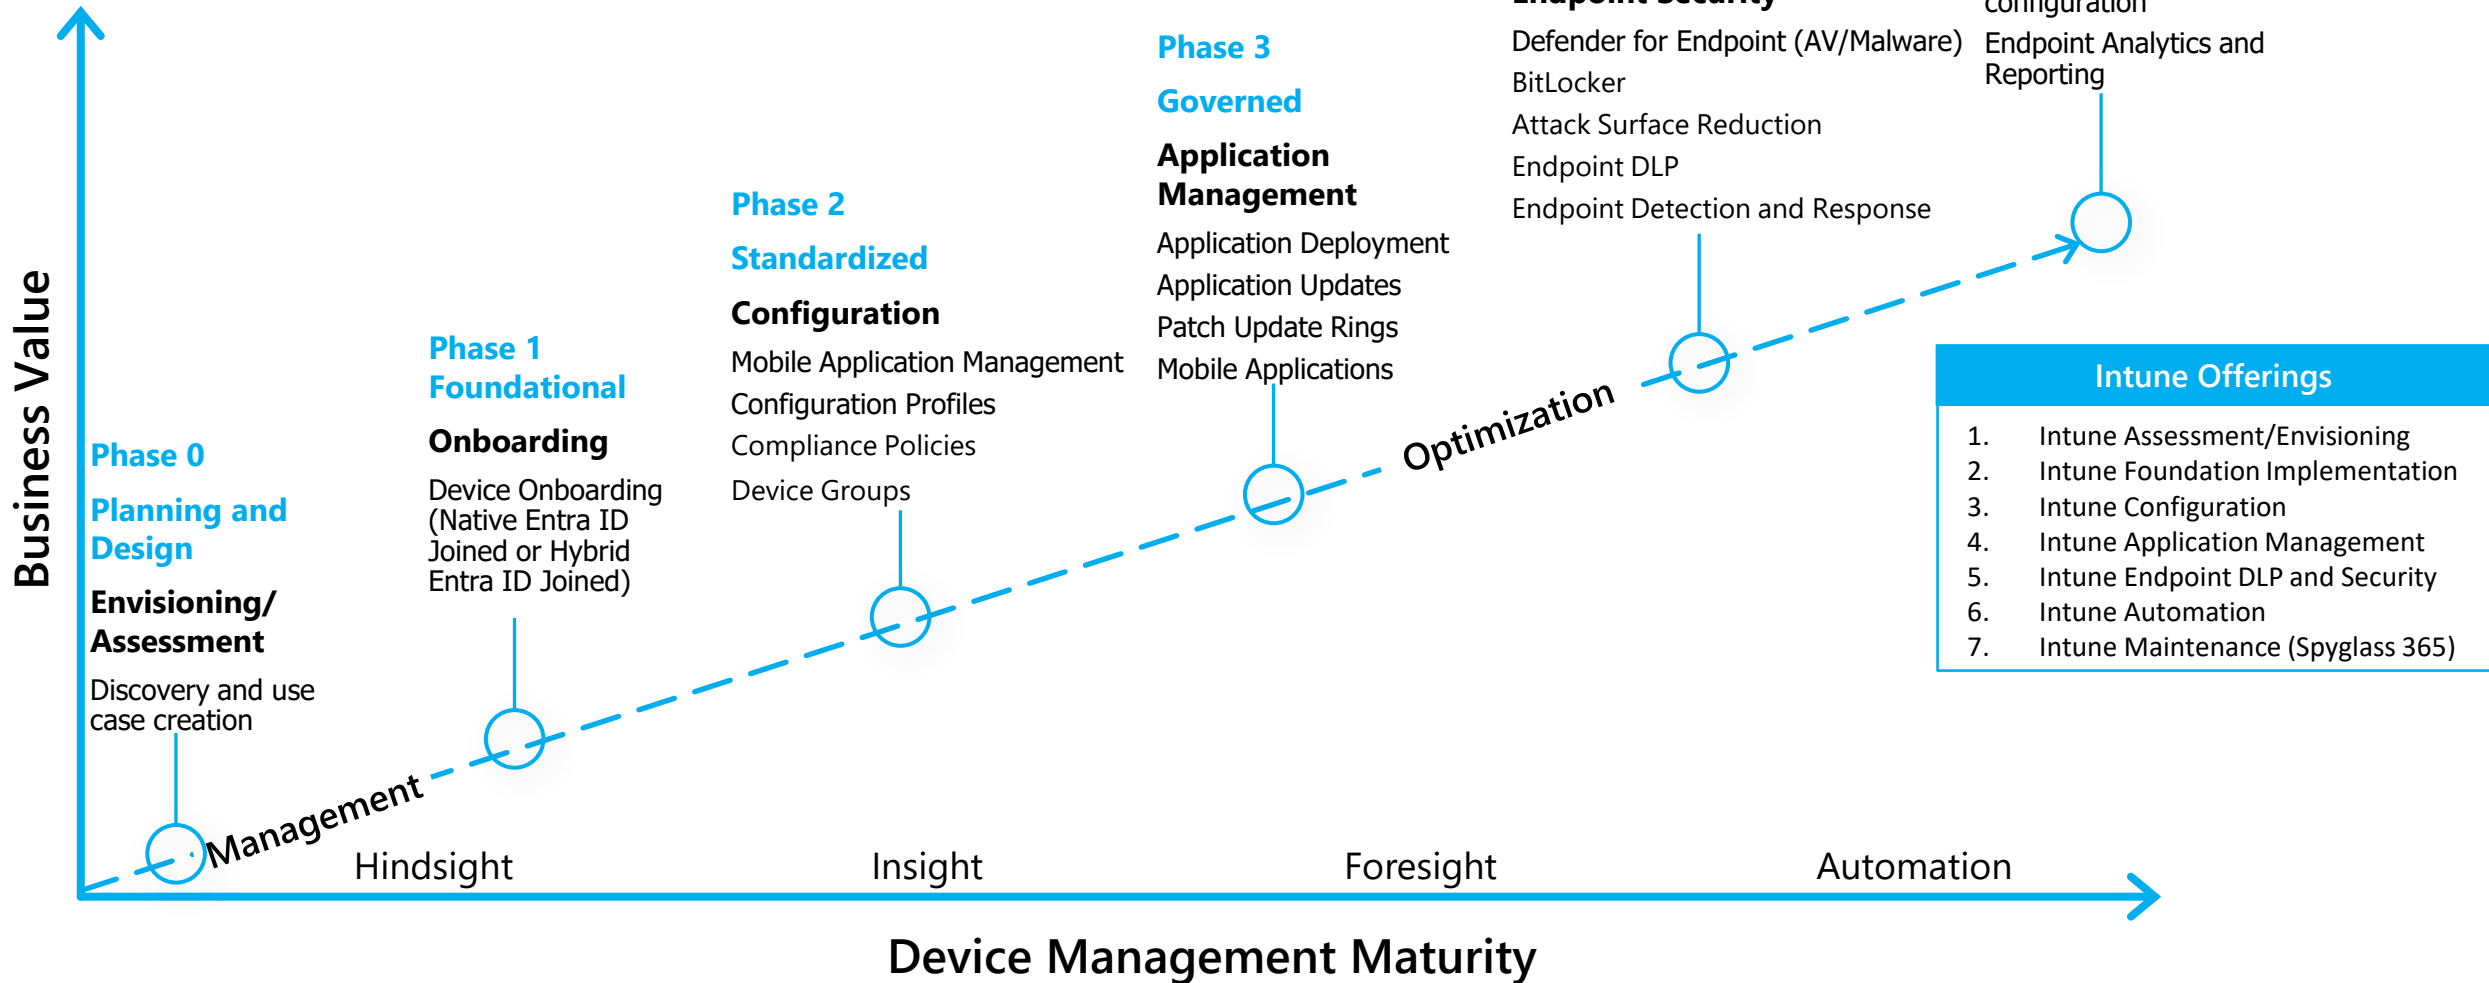 Business Value
Phase 0
Planning and
Design
Envisioning/
Assessment
Discovery and use
case creation
Phase 1
Foundational
Onboarding
Device Onboarding
(Native Entra ID
Joined or Hybrid
Entra ID Joined)
Phase 2
Standardized
Configuration
Mobile Application Management
Configuration Profiles
Compliance Policies
Device Groups
Phase 3
Governed
Application
Management
Application Deployment
Application Updates
Patch Update Rings
Mobile Applications
Endpoint Security
Defender for Endpoint (AV/Malware)
BitLocker
Attack Surface Reduction
Endpoint DLP
Endpoint Detection and Response
configuration
Endpoint Analytics and
Reporting
Management
Optimization
Intune Offerings
1. Intune Assessment/Envisioning
2. Intune Foundation Implementation
3. Intune Configuration
4. Intune Application Management
5. Intune Endpoint DLP and Security
6. Intune Automation
7. Intune Maintenance (Spyglass 365)
Hindsight
Insight
Foresight
Automation
Device Management Maturity